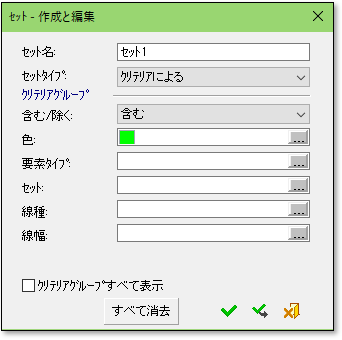 ｾｯﾄ - 作成と編集
セット名:
ｾｯﾄ1
セットﾀｲﾌﾟ:
ｸﾘﾃﾘｱによる
ｸﾘﾃﾘｱｸﾞﾙｰﾌﾟ
含む/除く:
含む
色:
...
要素ﾀｲﾌﾟ:
...
ｾｯﾄ:
...
線種:
...
線幅:
...
ｸﾘﾃﾘｱｸﾞﾙｰﾌﾟすべて表示
すべて消去